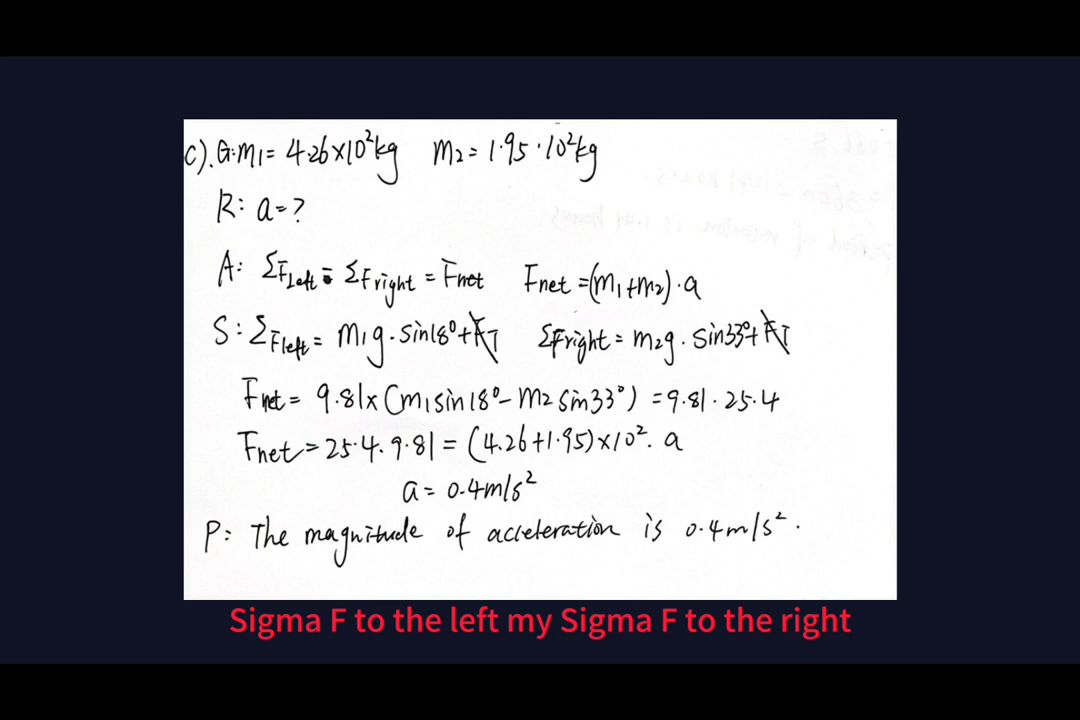 c). G: m₁ = 4.26×10²kg m₂ = 1.95·10²kg
R: a=?
A: ΣF_left - ΣF_right = F_net F_net = (m₁+m₂)·a
S: ΣF_left = m₁g·sin18°+F_T ΣF_right = m₂g·sin33°+F_T
F_net = 9.81×(m₁sin18°-m₂sin33°) = 9.81·25.4
F_net = 25.4·9.81 = (4.26+1.95)×10²·a
a = 0.4m/s²
P: The magnitude of acceleration is 0.4m/s².
Sigma F to the left my Sigma F to the right